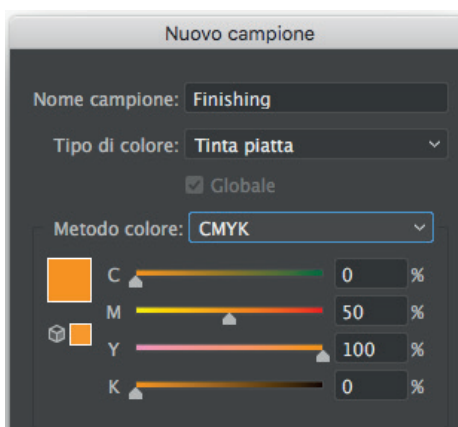 Nuovo campione
Nome campione: Finishing
Tipo di colore: Tinta piatta
Globale
Metodo colore: CMYK
C 0 %
M 50 %
Y 100 %
K 0 %